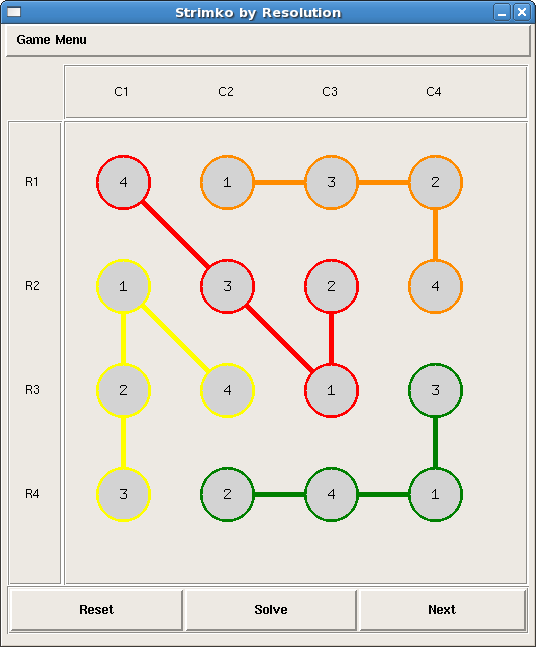 Strimko by Resolution
Game Menu
C1 C2 C3 C4
R1 4 1 3 2
R2 1 3 2 4
R3 2 4 1 3
R4 3 2 4 1
Reset Solve Next